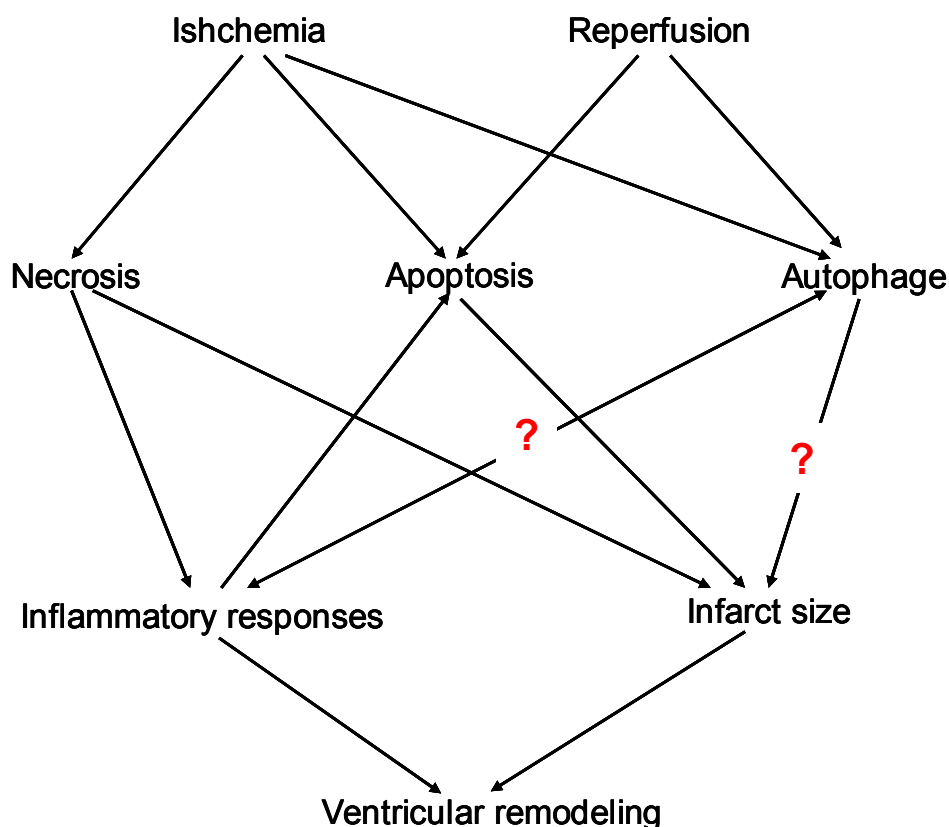 Ishchemia Reperfusion
Necrosis Apoptosis Autophage
?
?
Inflammatory responses Infarct size
Ventricular remodeling